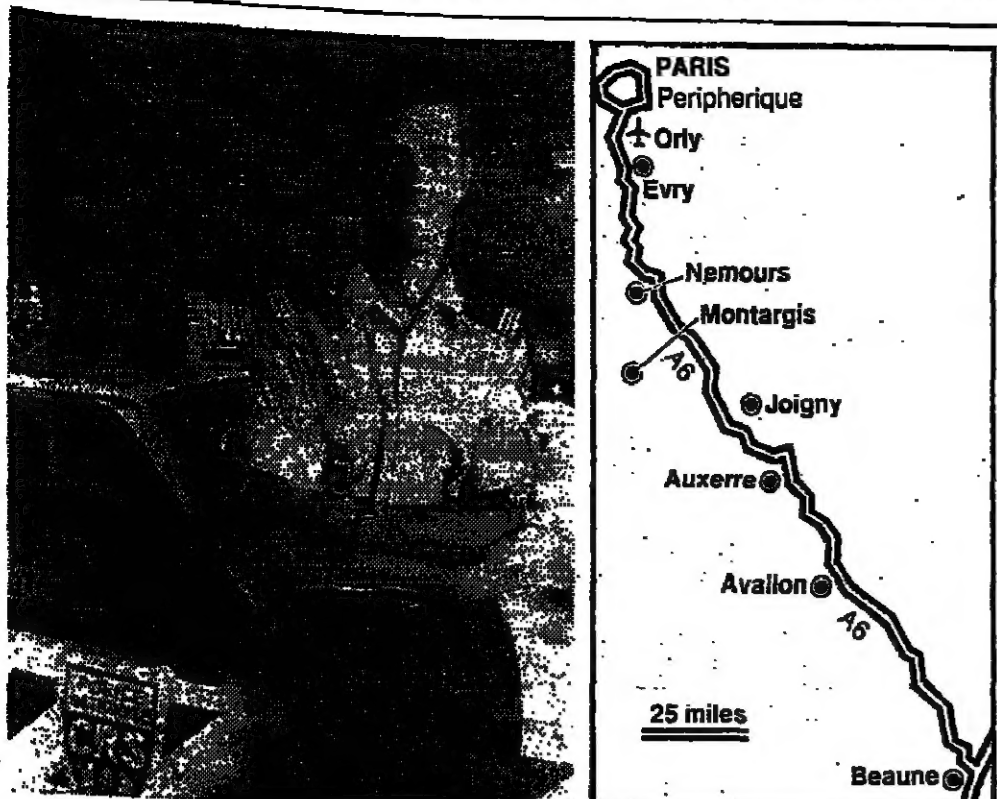 PARIS
Peripherique
Orly
Evry
Nemours
Montargis
A6
Joigny
Auxerre
Avallon
A6
25 miles
Beaune